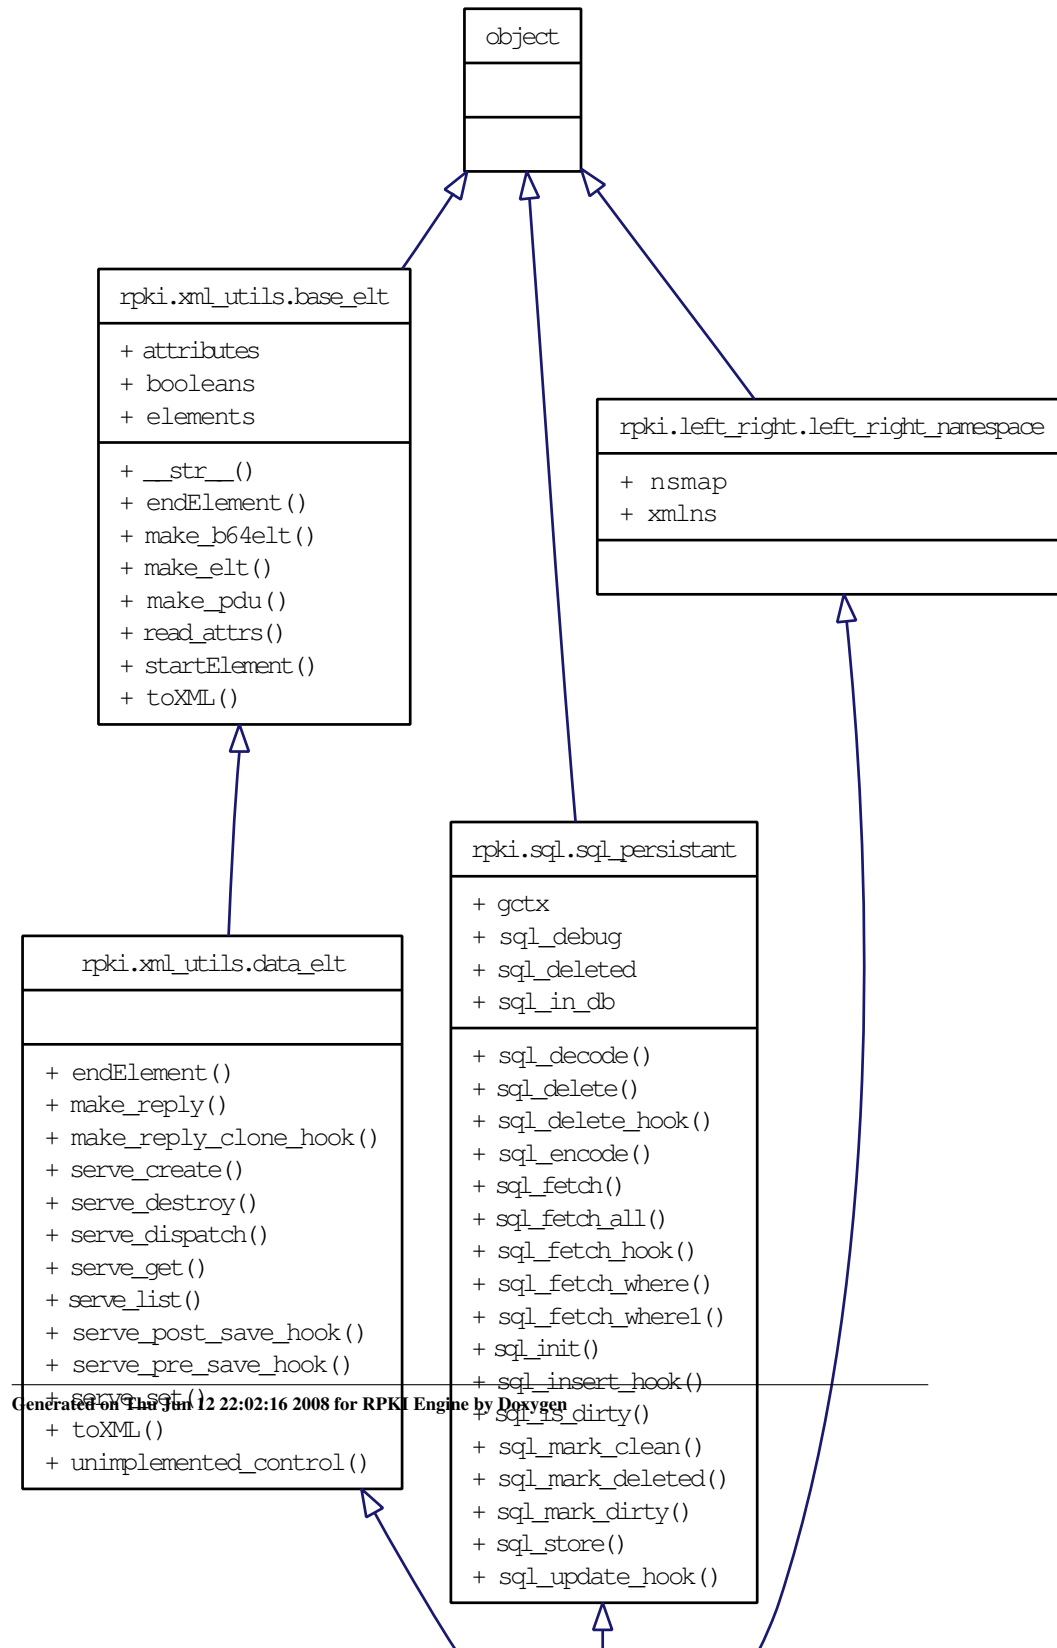 object
rpki.xml_utils.base_elt
+ attributes
+ booleans
+ elements
+ __str__()
+ endElement()
+ make_b64elt()
+ make_elt()
+ make_pdu()
+ read_attrs()
+ startElement()
+ toXML()
rpki.left_right.left_right_namespace
+ nsmap
+ xmlns
rpki.sql.sql_persistant
+ gctx
+ sql_debug
+ sql_deleted
+ sql_in_db
+ sql_decode()
+ sql_delete()
+ sql_delete_hook()
+ sql_encode()
+ sql_fetch()
+ sql_fetch_all()
+ sql_fetch_hook()
+ sql_fetch_where()
+ sql_fetch_where1()
+ sql_init()
+ sql_insert_hook()
+ sql_is_dirty()
+ sql_mark_clean()
+ sql_mark_deleted()
+ sql_mark_dirty()
+ sql_store()
+ sql_update_hook()
rpki.xml_utils.data_elt
+ endElement()
+ make_reply()
+ make_reply_clone_hook()
+ serve_create()
+ serve_destroy()
+ serve_dispatch()
+ serve_get()
+ serve_list()
+ serve_post_save_hook()
+ serve_pre_save_hook()
+ serve_set()
+ toXML()
+ unimplemented_control()
Generated on Thu Jun 12 22:02:16 2008 for RPKI Engine by Doxygen